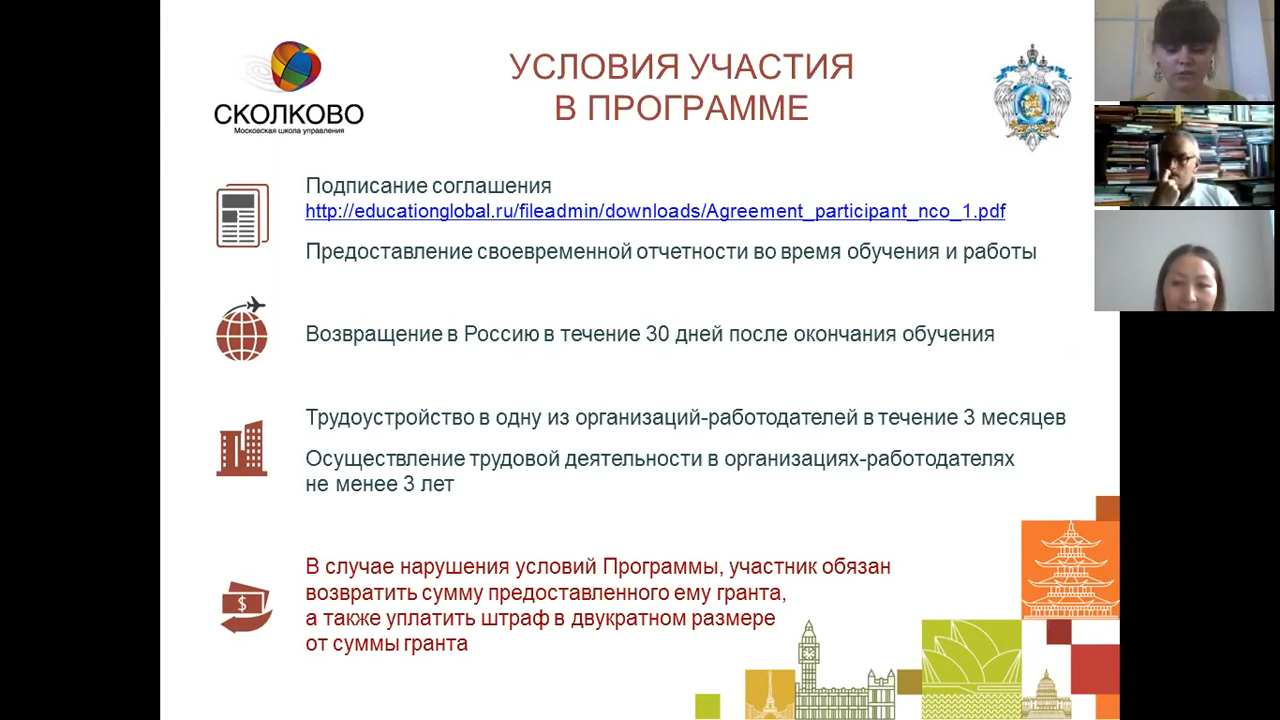 УСЛОВИЯ УЧАСТИЯ
В ПРОГРАММЕ
СКОЛКОВО
Московская школа управления
Подписание соглашения
http://educationglobal.ru/fileadmin/downloads/Agreement_participant_nco_1.pdf
Предоставление своевременной отчетности во время обучения и работы
Возвращение в Россию в течение 30 дней после окончания обучения
Трудоустройство в одну из организаций-работодателей в течение 3 месяцев
Осуществление трудовой деятельности в организациях-работодателях
не менее 3 лет
$
В случае нарушения условий Программы, участник обязан
возвратить сумму предоставленного ему гранта,
а также уплатить штраф в двукратном размере
от суммы гранта